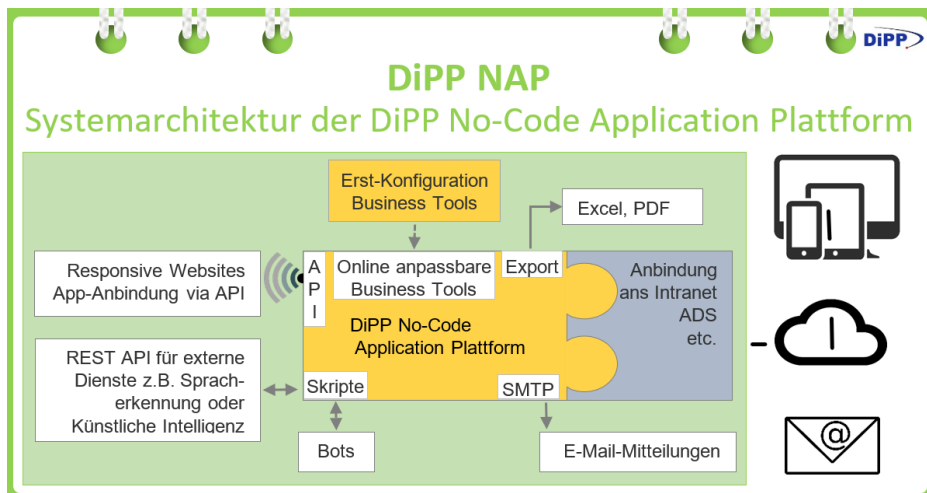 DiPP
DiPP NAP
Systemarchitektur der DiPP No-Code Application Plattform
Erst-Konfiguration
Business Tools
Excel, PDF
Responsive Websites
App-Anbindung via API
A
P
I
Online anpassbare
Business Tools
Export
Anbindung
ans Intranet
ADS
etc.
DiPP No-Code
Application Plattform
REST API für externe
Dienste z.B. Sprach-
erkennung oder
Künstliche Intelligenz
Skripte
SMTP
Bots
E-Mail-Mitteilungen
@